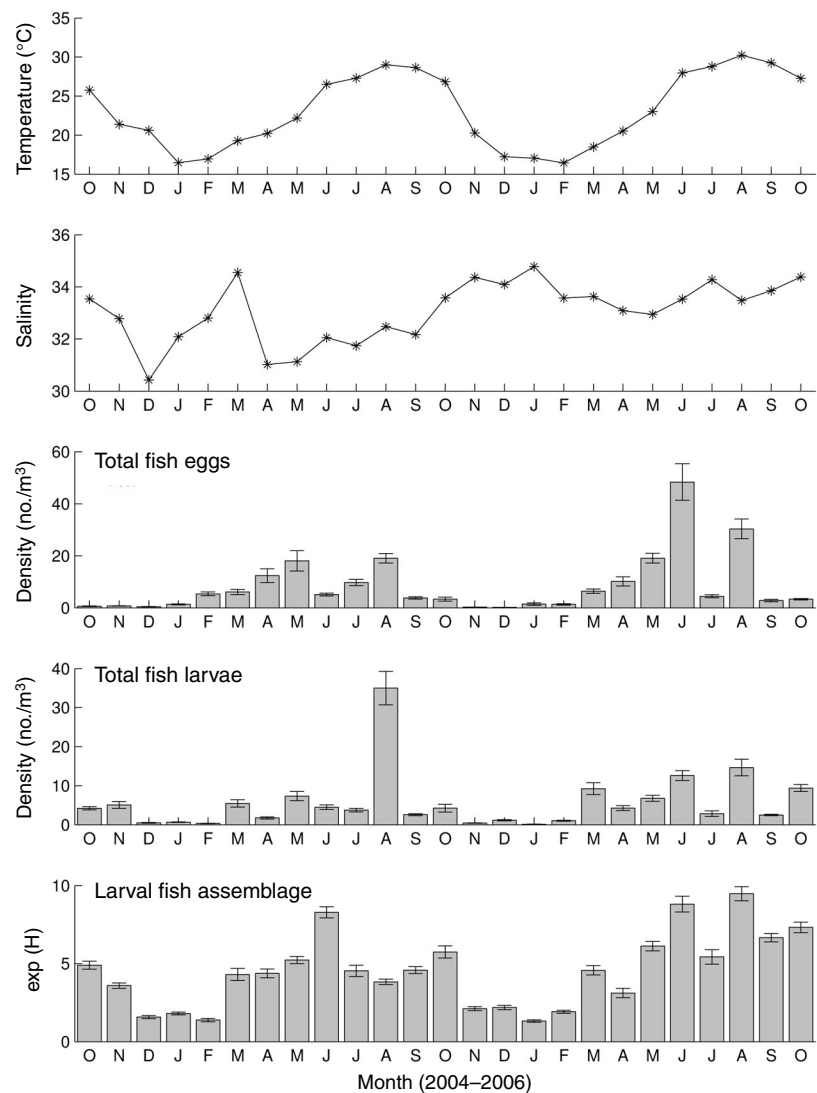 Temperature (°C)
35
30
25
20
15
O N D J F M A M J J A S O N D J F M A M J J A S O
Salinity
36
34
32
30
O N D J F M A M J J A S O N D J F M A M J J A S O
Density (no./m³)
60
40
20
0
Total fish eggs
O N D J F M A M J J A S O N D J F M A M J J A S O
Density (no./m³)
40
30
20
10
0
Total fish larvae
O N D J F M A M J J A S O N D J F M A M J J A S O
exp (H)
10
5
0
Larval fish assemblage
O N D J F M A M J J A S O N D J F M A M J J A S O
Month (2004–2006)